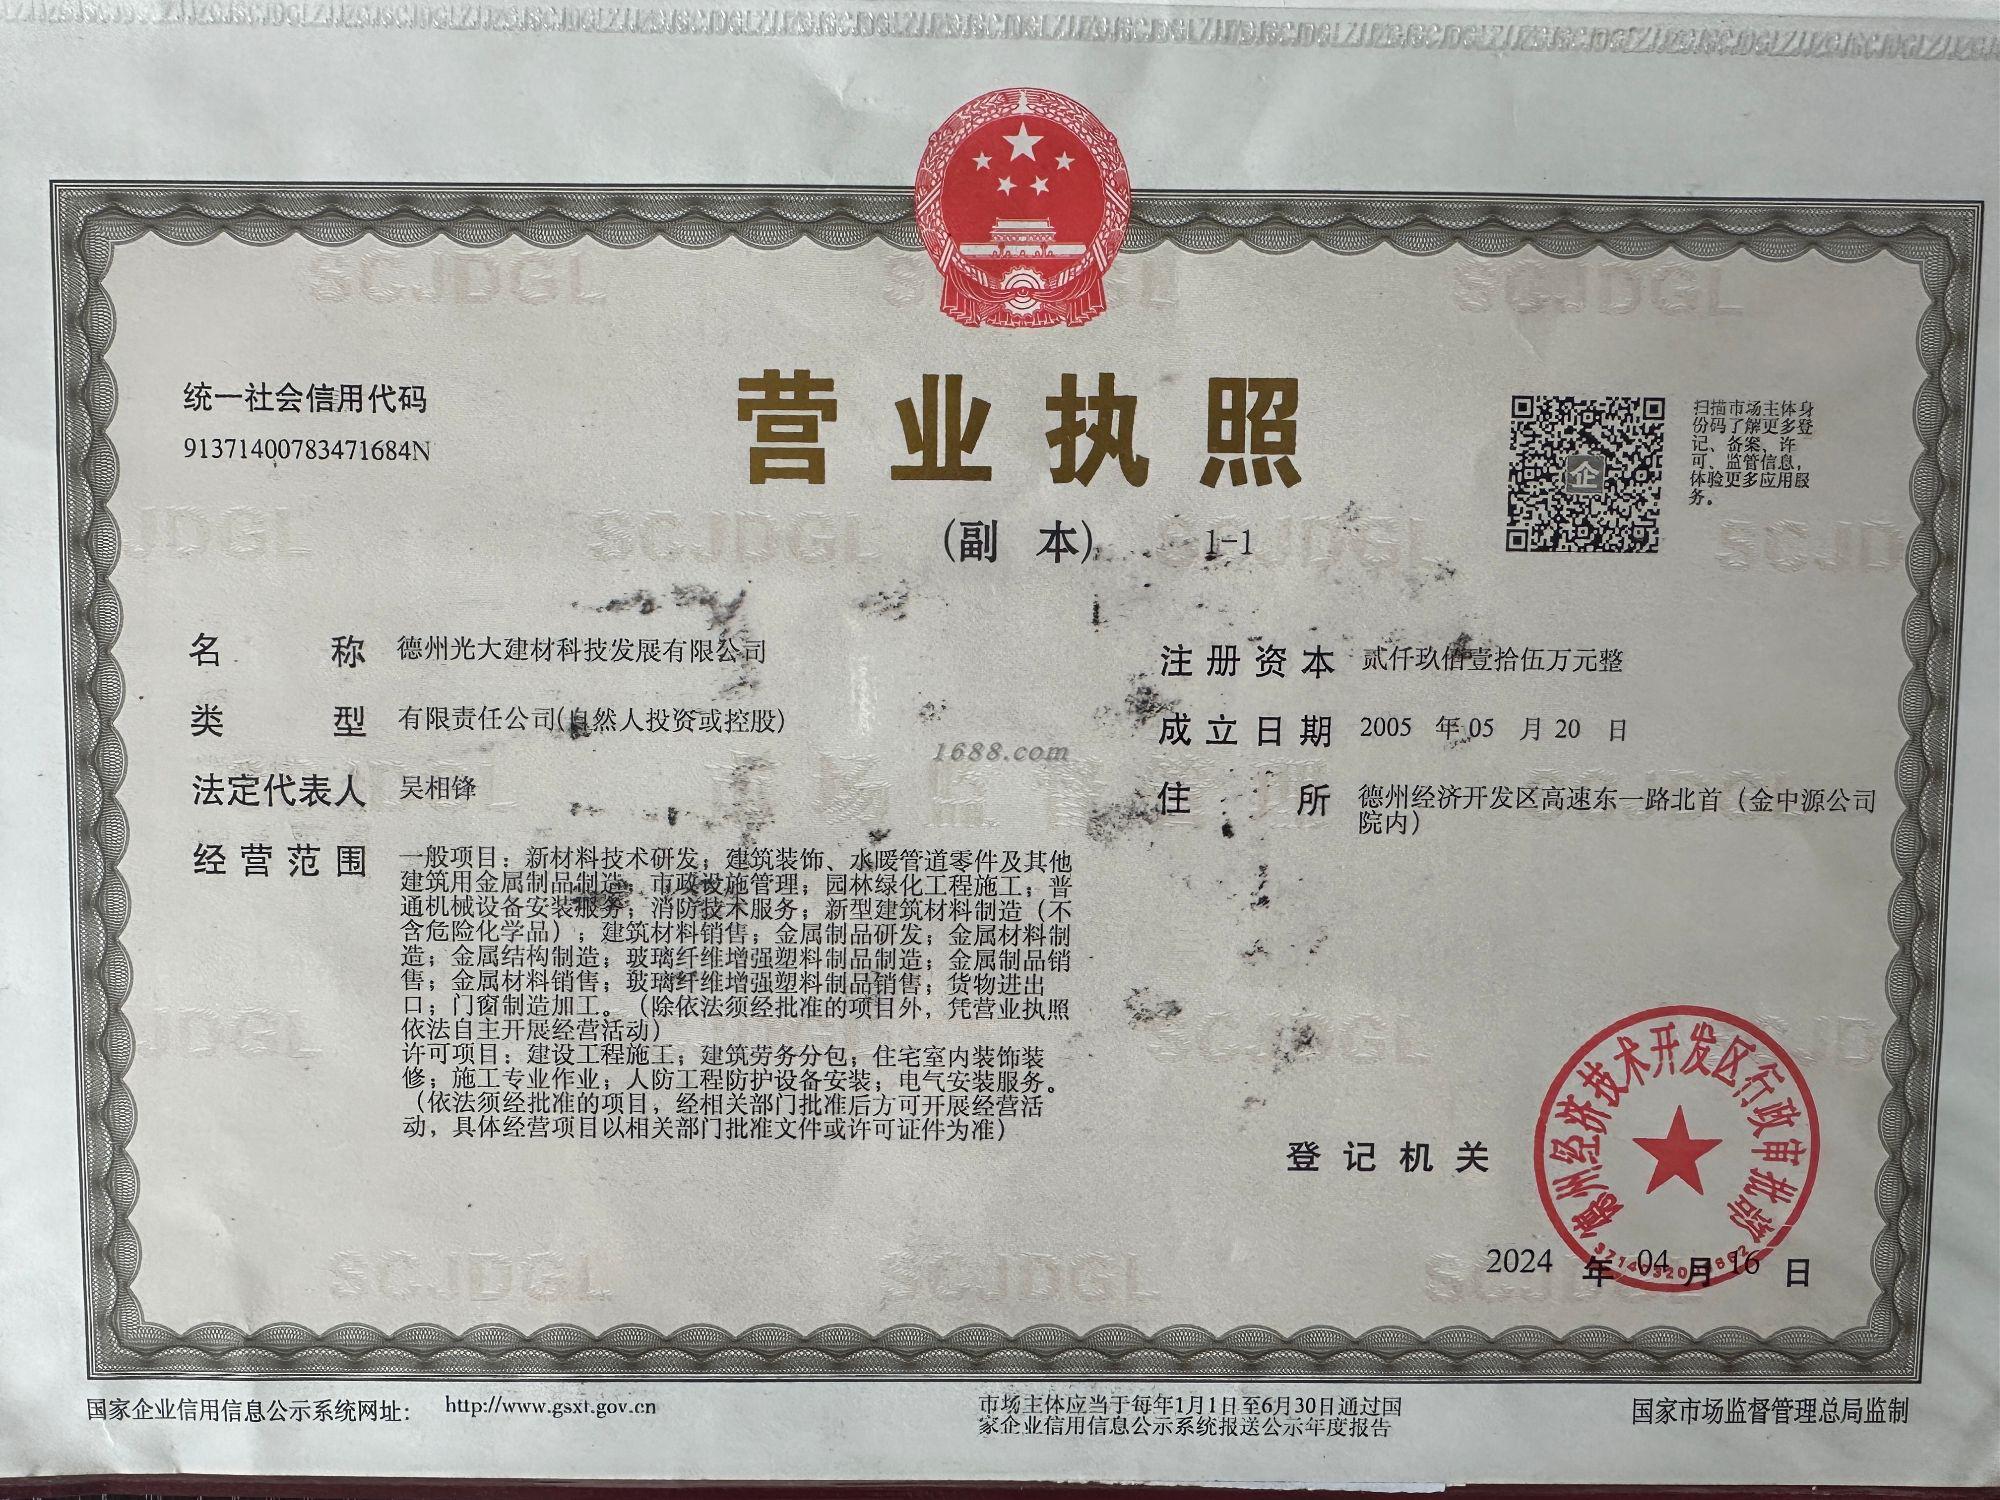 统一社会信用代码
91371400783471684N
营业执照
(副 本) 1-1
扫描市场主体身
份码了解更多登
记、备案、许
可、监管信息，
体验更多应用服
务。
名 称 德州光大建材科技发展有限公司
类 型 有限责任公司(自然人投资或控股)
法定代表人 吴相锋
经营范围 一般项目：新材料技术研发；建筑装饰、水暖管道零件及其他
建筑用金属制品制造；市政设施管理；园林绿化工程施工；普
通机械设备安装服务；消防技术服务；新型建筑材料制造（不
含危险化学品）；建筑材料销售；金属制品研发；金属材料制
造；金属结构制造；玻璃纤维增强塑料制品制造；金属制品销
售；金属材料销售；玻璃纤维增强塑料制品销售；货物进出
口；门窗制造加工。（除依法须经批准的项目外，凭营业执照
依法自主开展经营活动）
许可项目：建设工程施工；建筑劳务分包；住宅室内装饰装
修；施工专业作业；人防工程防护设备安装；电气安装服务。
（依法须经批准的项目，经相关部门批准后方可开展经营活
动，具体经营项目以相关部门批准文件或许可证件为准）
注册资本 贰仟玖佰壹拾伍万元整
成立日期 2005 年 05 月 20 日
住 所 德州经济开发区高速东一路北首（金中源公司
院内）
1688.com
登记机关
德州经济技术开发区行政审批部
2024 年 04 月 16 日
国家企业信用信息公示系统网址： http://www.gsxt.gov.cn
市场主体应当于每年1月1日至6月30日通过国
家企业信用信息公示系统报送公示年度报告
国家市场监督管理总局监制